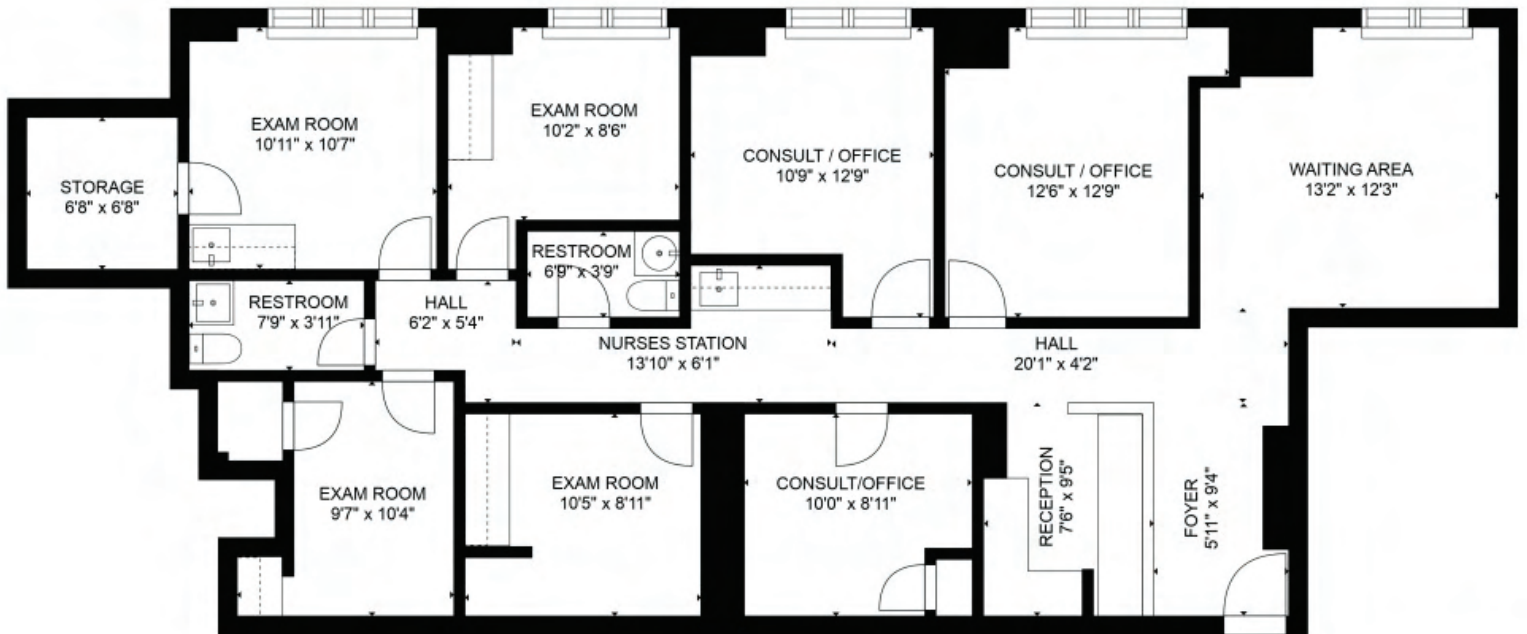 EXAM ROOM
10'11" x 10'7"
EXAM ROOM
10'2" x 8'6"
CONSULT / OFFICE
10'9" x 12'9"
CONSULT / OFFICE
12'6" x 12'9"
WAITING AREA
13'2" x 12'3"
STORAGE
6'8" x 6'8"
RESTROOM
6'9" x 3'9"
RESTROOM
7'9" x 3'11"
HALL
6'2" x 5'4"
NURSES STATION
13'10" x 6'1"
HALL
20'1" x 4'2"
EXAM ROOM
9'7" x 10'4"
EXAM ROOM
10'5" x 8'11"
CONSULT/OFFICE
10'0" x 8'11"
RECEPTION
7'6" x 9'5"
FOYER
5'11" x 9'4"